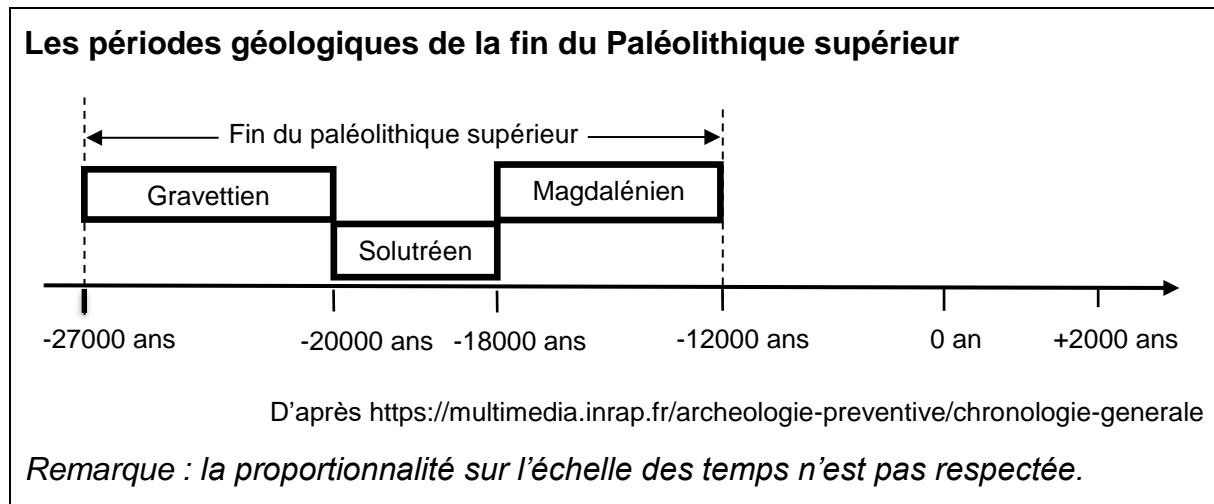 Les périodes géologiques de la fin du Paléolithique supérieur
Fin du paléolithique supérieur
Gravettien
Magdalénien
Solutréen
-27000 ans -20000 ans -18000 ans -12000 ans 0 an +2000 ans
D’après https://multimedia.inrap.fr/archeologie-preventive/chronologie-generale
Remarque : la proportionnalité sur l’échelle des temps n’est pas respectée.